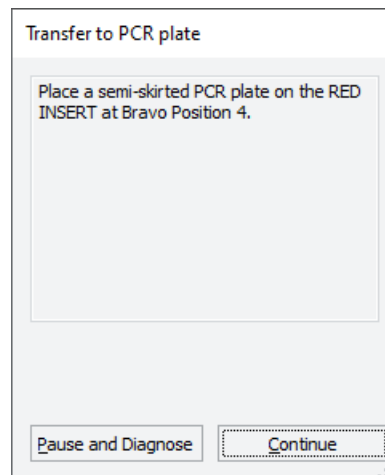 Transfer to PCR plate
Place a semi-skirted PCR plate on the RED
INSERT at Bravo Position 4.
Pause and Diagnose
Continue